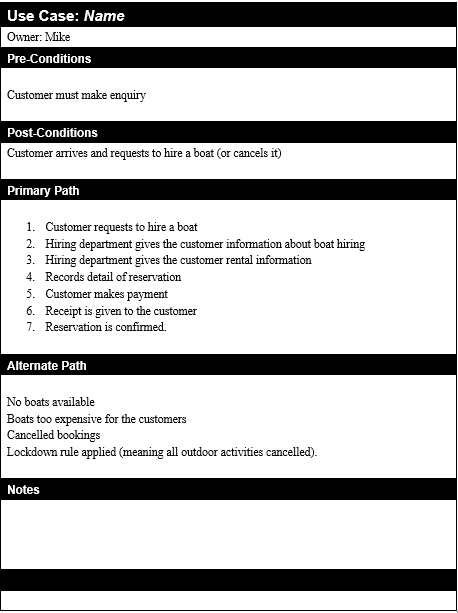 Use Case: Name
Owner: Mike
Pre-Conditions
Customer must make enquiry
Post-Conditions
Customer arrives and requests to hire a boat (or cancels it)
Primary Path
1. Customer requests to hire a boat
2. Hiring department gives the customer information about boat hiring
3. Hiring department gives the customer rental information
4. Records detail of reservation
5. Customer makes payment
6. Receipt is given to the customer
7. Reservation is confirmed.
Alternate Path
No boats available
Boats too expensive for the customers
Cancelled bookings
Lockdown rule applied (meaning all outdoor activities cancelled).
Notes